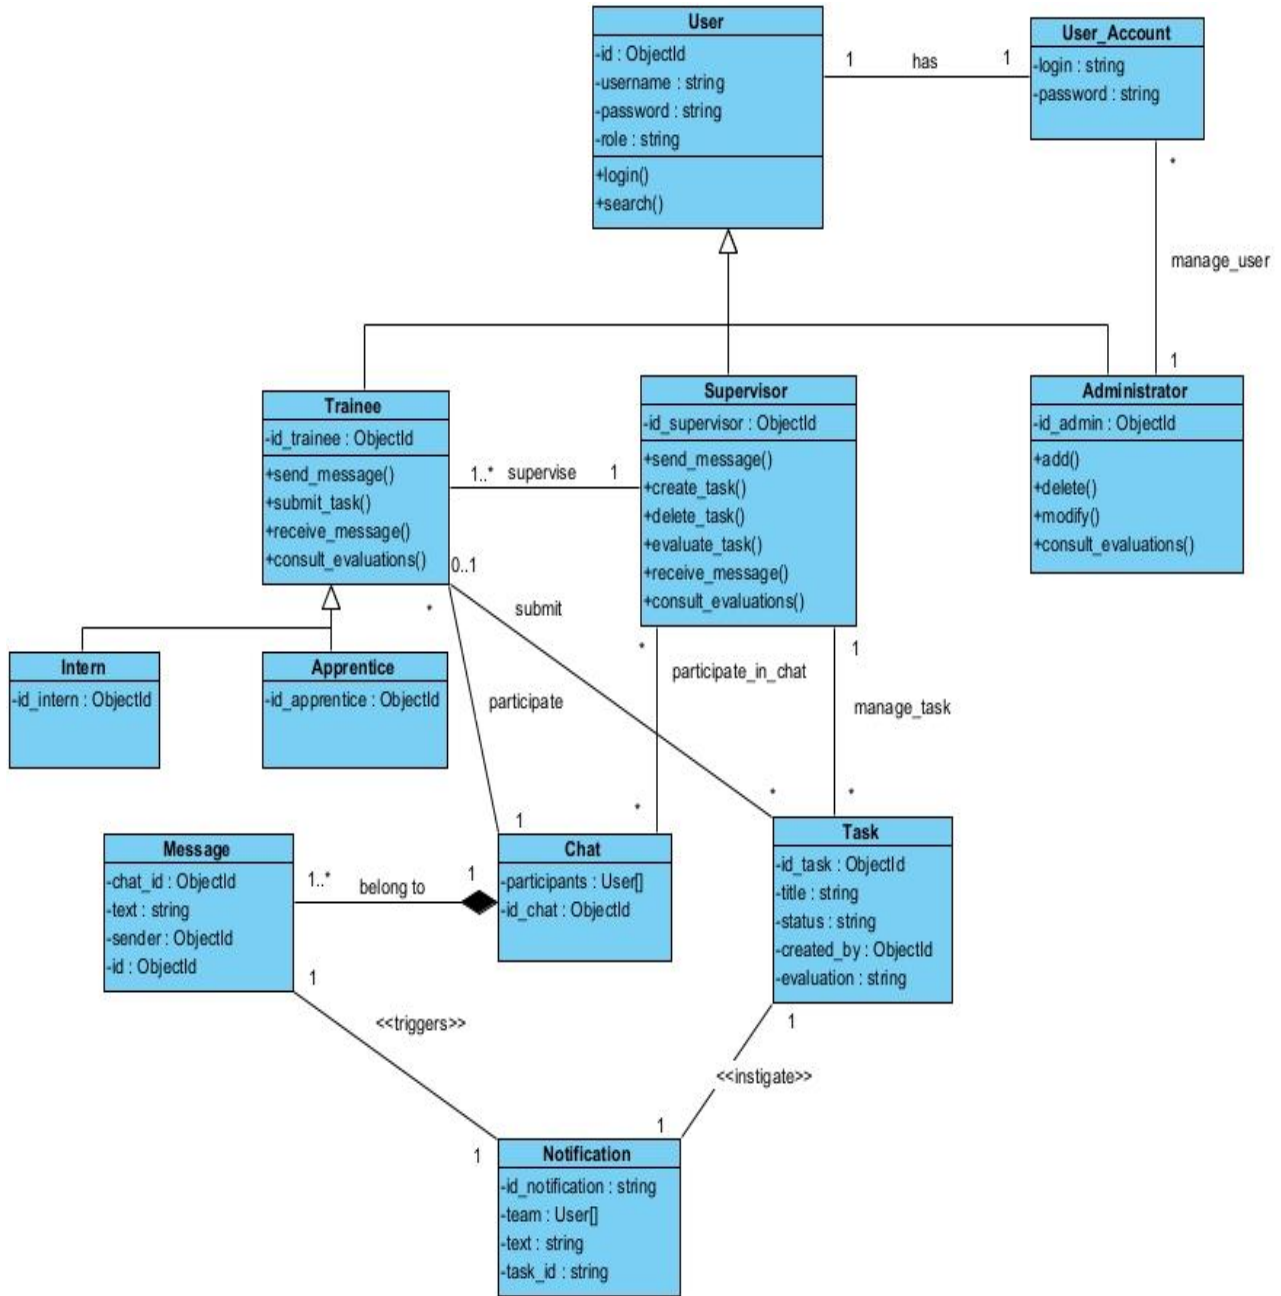 User
-id : ObjectId
-username : string
-password : string
-role : string
+login()
+search()
1 has 1
User_Account
-login : string
-password : string
*
manage_user
1
Trainee
-id_trainee : ObjectId
+send_message()
+submit_task()
+receive_message()
+consult_evaluations()
1..* supervise 1
Supervisor
-id_supervisor : ObjectId
+send_message()
+create_task()
+delete_task()
+evaluate_task()
+receive_message()
+consult_evaluations()
Administrator
-id_admin : ObjectId
+add()
+delete()
+modify()
+consult_evaluations()
0..1
submit
*
*
participate
1
*
participate_in_chat
*
1
manage_task
*
Intern
-id_intern : ObjectId
Apprentice
-id_apprentice : ObjectId
Message
-chat_id : ObjectId
-text : string
-sender : ObjectId
-id : ObjectId
1..* belong to 1
Chat
-participants : User[]
-id_chat : ObjectId
Task
-id_task : ObjectId
-title : string
-status : string
-created_by : ObjectId
-evaluation : string
1
<<triggers>>
1
1
<<instigate>>
1
Notification
-id_notification : string
-team : User[]
-text : string
-task_id : string